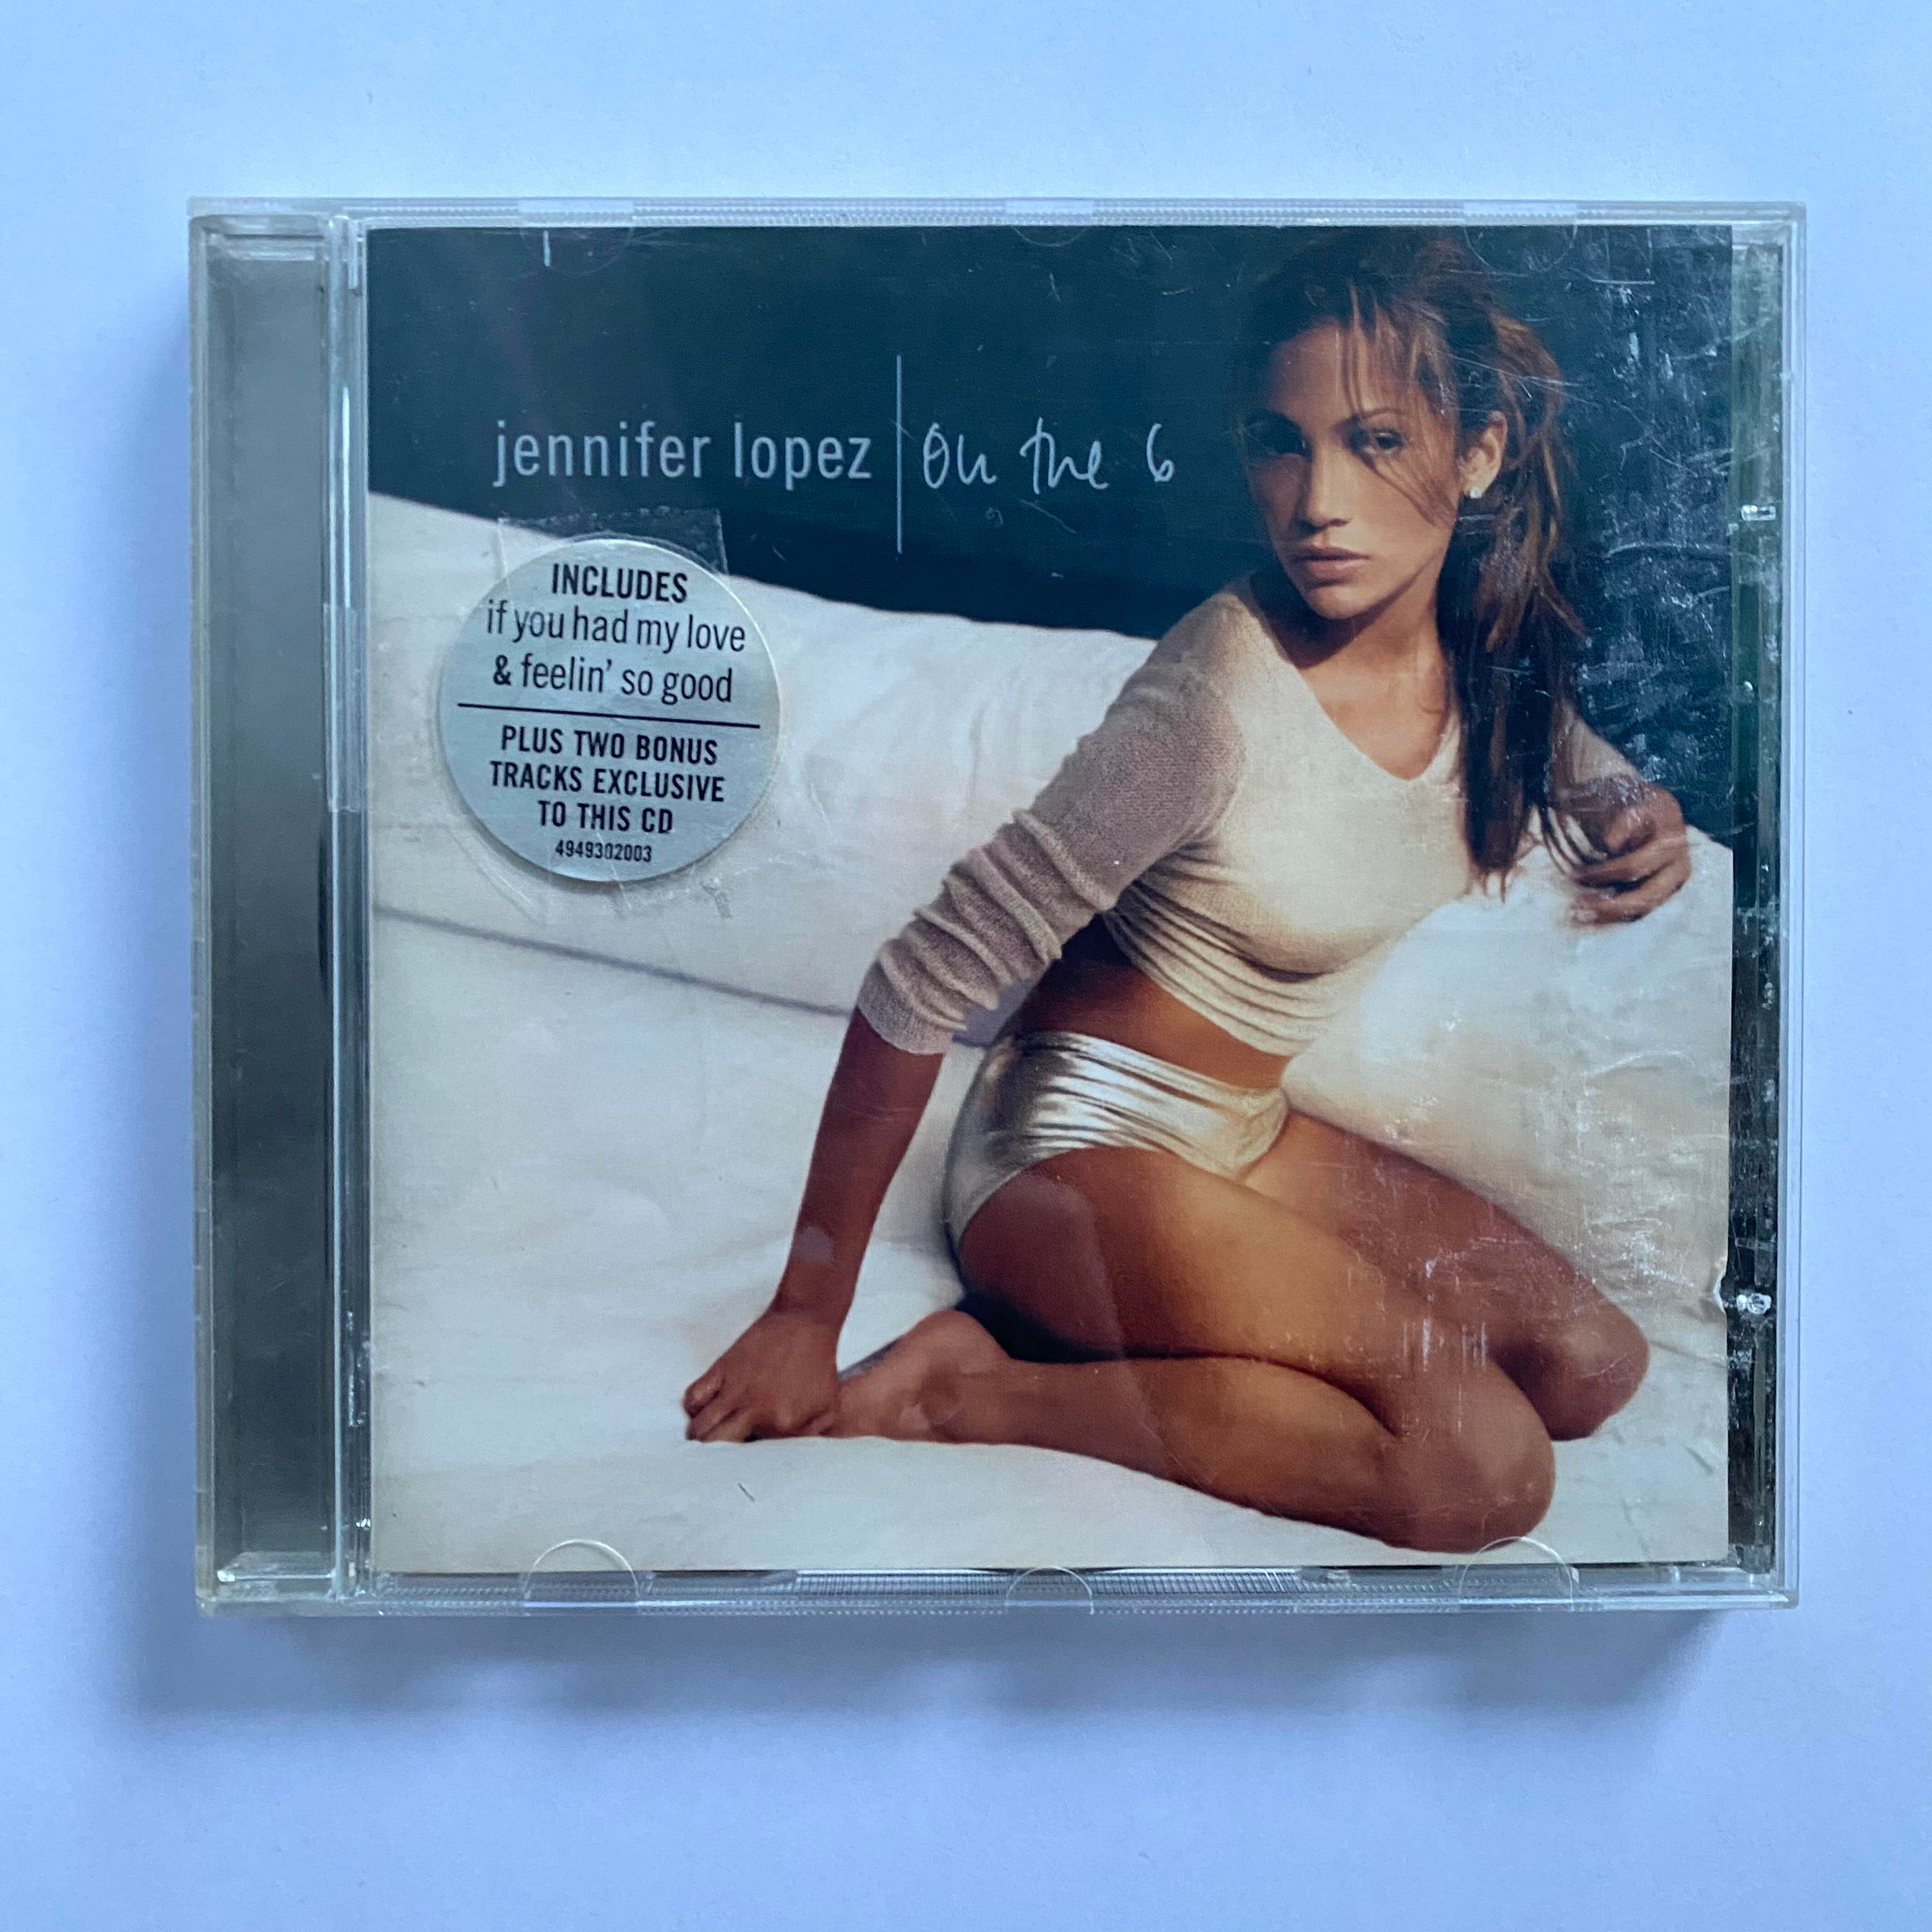 jennifer lopez | on the 6
INCLUDES
if you had my love
& feelin' so good
PLUS TWO BONUS
TRACKS EXCLUSIVE
TO THIS CD
4949302003